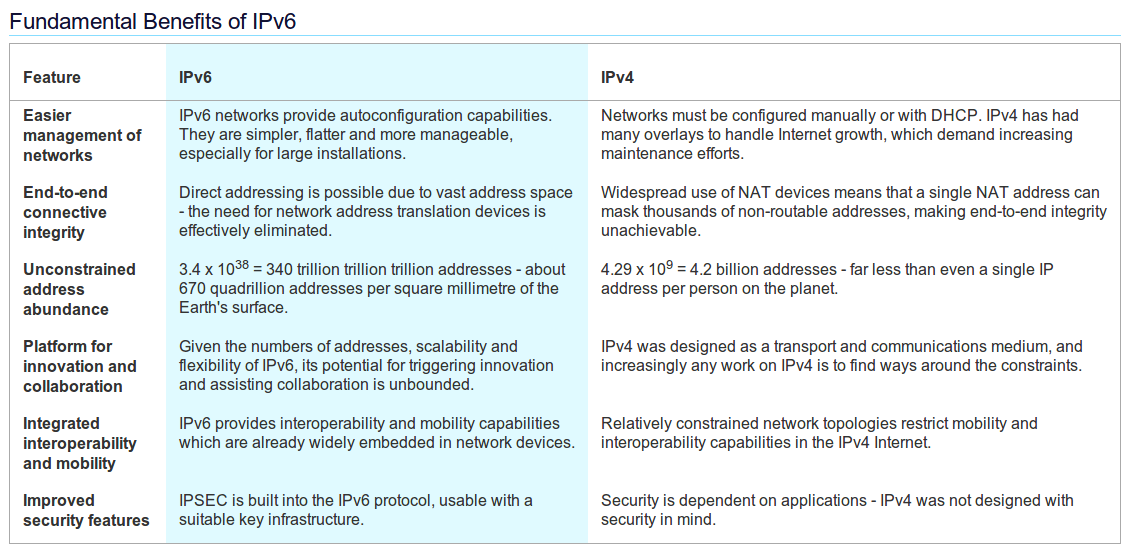 Fundamental Benefits of IPv6
Feature
IPv6
IPv4
Easier
management of
networks
IPv6 networks provide autoconfiguration capabilities.
They are simpler, flatter and more manageable,
especially for large installations.
Networks must be configured manually or with DHCP. IPv4 has had
many overlays to handle Internet growth, which demand increasing
maintenance efforts.
End-to-end
connective
integrity
Direct addressing is possible due to vast address space
- the need for network address translation devices is
effectively eliminated.
Widespread use of NAT devices means that a single NAT address can
mask thousands of non-routable addresses, making end-to-end integrity
unachievable.
Unconstrained
address
abundance
3.4 x 10³⁸ = 340 trillion trillion trillion addresses - about
670 quadrillion addresses per square millimetre of the
Earth's surface.
4.29 x 10⁹ = 4.2 billion addresses - far less than even a single IP
address per person on the planet.
Platform for
innovation and
collaboration
Given the numbers of addresses, scalability and
flexibility of IPv6, its potential for triggering innovation
and assisting collaboration is unbounded.
IPv4 was designed as a transport and communications medium, and
increasingly any work on IPv4 is to find ways around the constraints.
Integrated
interoperability
and mobility
IPv6 provides interoperability and mobility capabilities
which are already widely embedded in network devices.
Relatively constrained network topologies restrict mobility and
interoperability capabilities in the IPv4 Internet.
Improved
security features
IPSEC is built into the IPv6 protocol, usable with a
suitable key infrastructure.
Security is dependent on applications - IPv4 was not designed with
security in mind.